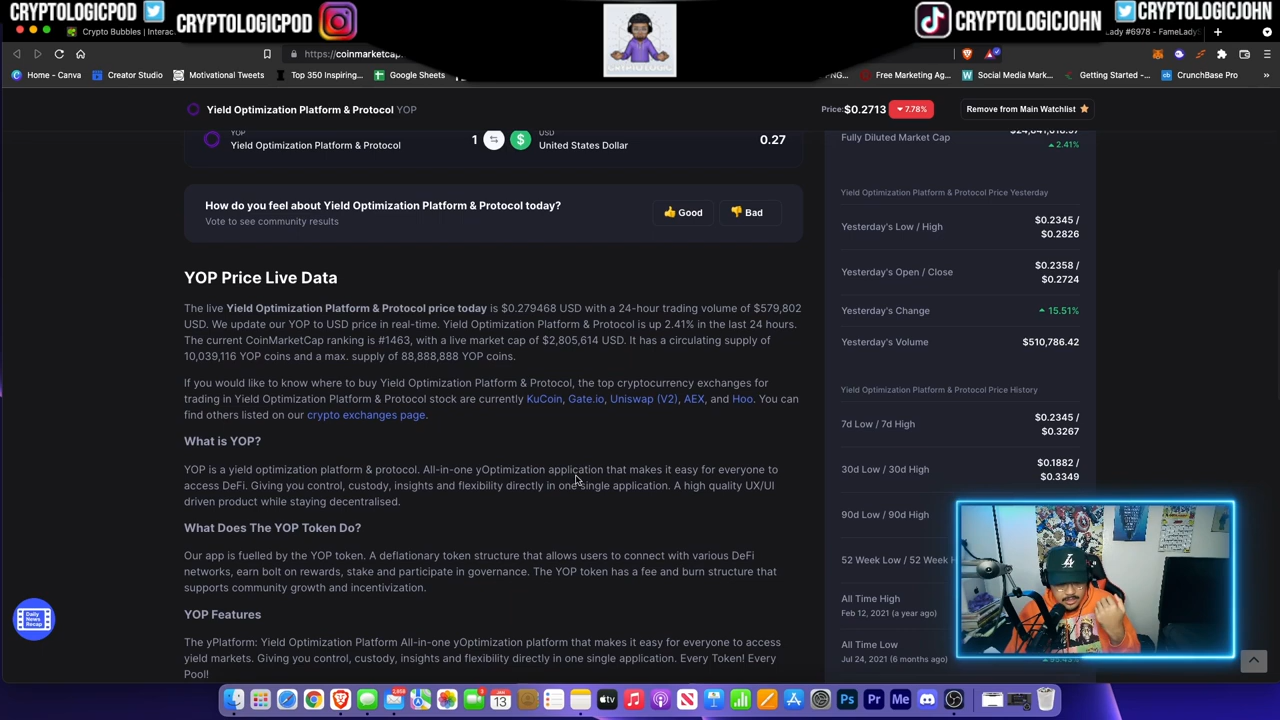 CRYPTOLOGICPOD
CRYPTOLOGICPOD
CRYPTOLOGICJOHN
CRYPTOLOGICJOHN
Crypto Bubbles | Interac
Lady #6978 - FameLady
https://coinmarketcap.
Home - Canva
Creator Studio
Motivational Tweets
Top 350 Inspiring...
Google Sheets
Free Marketing Ag...
Social Media Mark...
Getting Started -...
CrunchBase Pro
Yield Optimization Platform & Protocol YOP
Price: $0.2713
7.78%
Remove from Main Watchlist
YOP
Yield Optimization Platform & Protocol
1
USD
United States Dollar
0.27
How do you feel about Yield Optimization Platform & Protocol today?
Vote to see community results
Good
Bad
YOP Price Live Data
The live Yield Optimization Platform & Protocol price today is $0.279468 USD with a 24-hour trading volume of $579,802
USD. We update our YOP to USD price in real-time. Yield Optimization Platform & Protocol is up 2.41% in the last 24 hours.
The current CoinMarketCap ranking is #1463, with a live market cap of $2,805,614 USD. It has a circulating supply of
10,039,116 YOP coins and a max. supply of 88,888,888 YOP coins.
If you would like to know where to buy Yield Optimization Platform & Protocol, the top cryptocurrency exchanges for
trading in Yield Optimization Platform & Protocol stock are currently KuCoin, Gate.io, Uniswap (V2), AEX, and Hoo. You can
find others listed on our crypto exchanges page.
What is YOP?
YOP is a yield optimization platform & protocol. All-in-one yOptimization application that makes it easy for everyone to
access DeFi. Giving you control, custody, insights and flexibility directly in one single application. A high quality UX/UI
driven product while staying decentralised.
What Does The YOP Token Do?
Our app is fuelled by the YOP token. A deflationary token structure that allows users to connect with various DeFi
networks, earn bolt on rewards, stake and participate in governance. The YOP token has a fee and burn structure that
supports community growth and incentivization.
YOP Features
The yPlatform: Yield Optimization Platform All-in-one yOptimization platform that makes it easy for everyone to access
yield markets. Giving you control, custody, insights and flexibility directly in one single application. Every Token! Every
Pool!
Fully Diluted Market Cap
2.41%
Yield Optimization Platform & Protocol Price Yesterday
Yesterday's Low / High
$0.2345 /
$0.2826
Yesterday's Open / Close
$0.2358 /
$0.2724
Yesterday's Change
15.51%
Yesterday's Volume
$510,786.42
Yield Optimization Platform & Protocol Price History
7d Low / 7d High
$0.2345 /
$0.3267
30d Low / 30d High
$0.1882 /
$0.3349
90d Low / 90d High
52 Week Low / 52 Week H
All Time High
Feb 12, 2021 (a year ago)
All Time Low
Jul 24, 2021 (6 months ago)
Daily
News
Recap
JAN
13
tv
Ps
Pr
Me